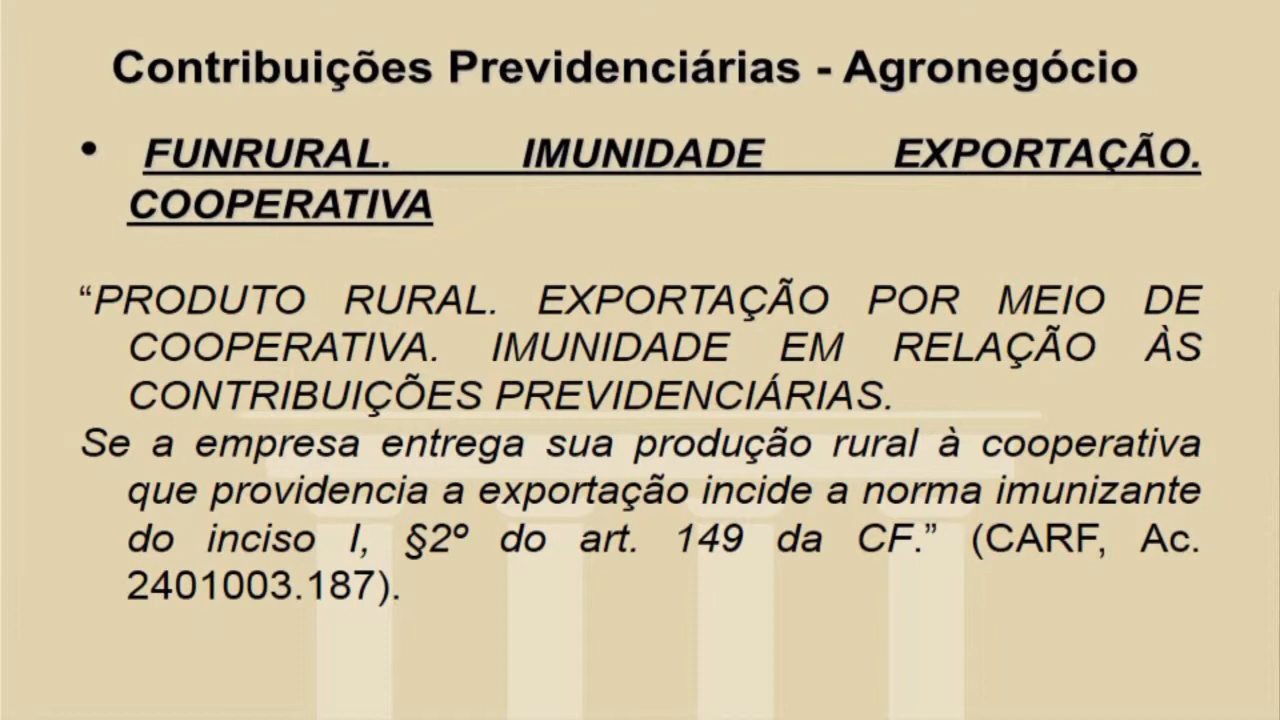 Contribuições Previdenciárias - Agronegócio
• FUNRURAL. IMUNIDADE EXPORTAÇÃO.
COOPERATIVA
“PRODUTO RURAL. EXPORTAÇÃO POR MEIO DE
COOPERATIVA. IMUNIDADE EM RELAÇÃO ÀS
CONTRIBUIÇÕES PREVIDENCIÁRIAS.
Se a empresa entrega sua produção rural à cooperativa
que providencia a exportação incide a norma imunizante
do inciso I, §2º do art. 149 da CF.” (CARF, Ac.
2401003.187).